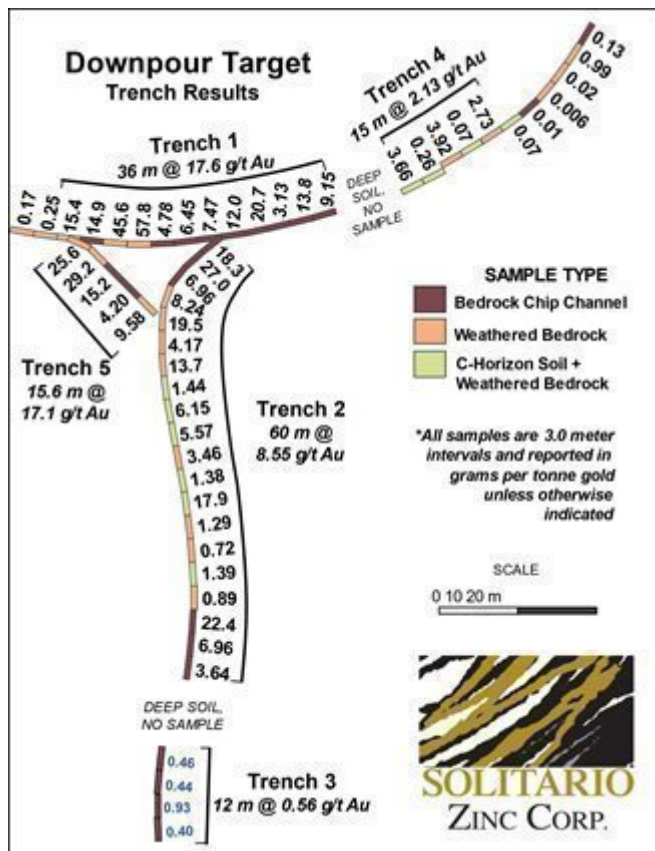 Downpour Target
Trench Results
Trench 1
36 m @ 17.6 g/t Au
0.17
0.25
15.4
14.9
45.6
57.8
4.78
6.45
7.47
12.0
20.7
3.13
13.8
9.15
DEEP SOIL, NO SAMPLE
Trench 4
15 m @ 2.13 g/t Au
3.66
0.26
3.92
0.07
2.73
0.07
0.01
0.006
0.02
0.99
0.13
25.6
29.2
15.2
4.20
9.58
Trench 5
15.6 m @
17.1 g/t Au
18.3
27.0
6.96
8.24
19.5
4.17
13.7
1.44
6.15
5.57
3.46
1.38
17.9
1.29
0.72
1.39
0.89
22.4
6.96
3.64
Trench 2
60 m @
8.55 g/t Au
DEEP SOIL,
NO SAMPLE
0.46
0.44
0.93
0.40
Trench 3
12 m @ 0.56 g/t Au
SAMPLE TYPE
Bedrock Chip Channel
Weathered Bedrock
C-Horizon Soil +
Weathered Bedrock
*All samples are 3.0 meter
intervals and reported in
grams per tonne gold
unless otherwise
indicated
SCALE
0 10 20 m
SOLITARIO
ZINC CORP.